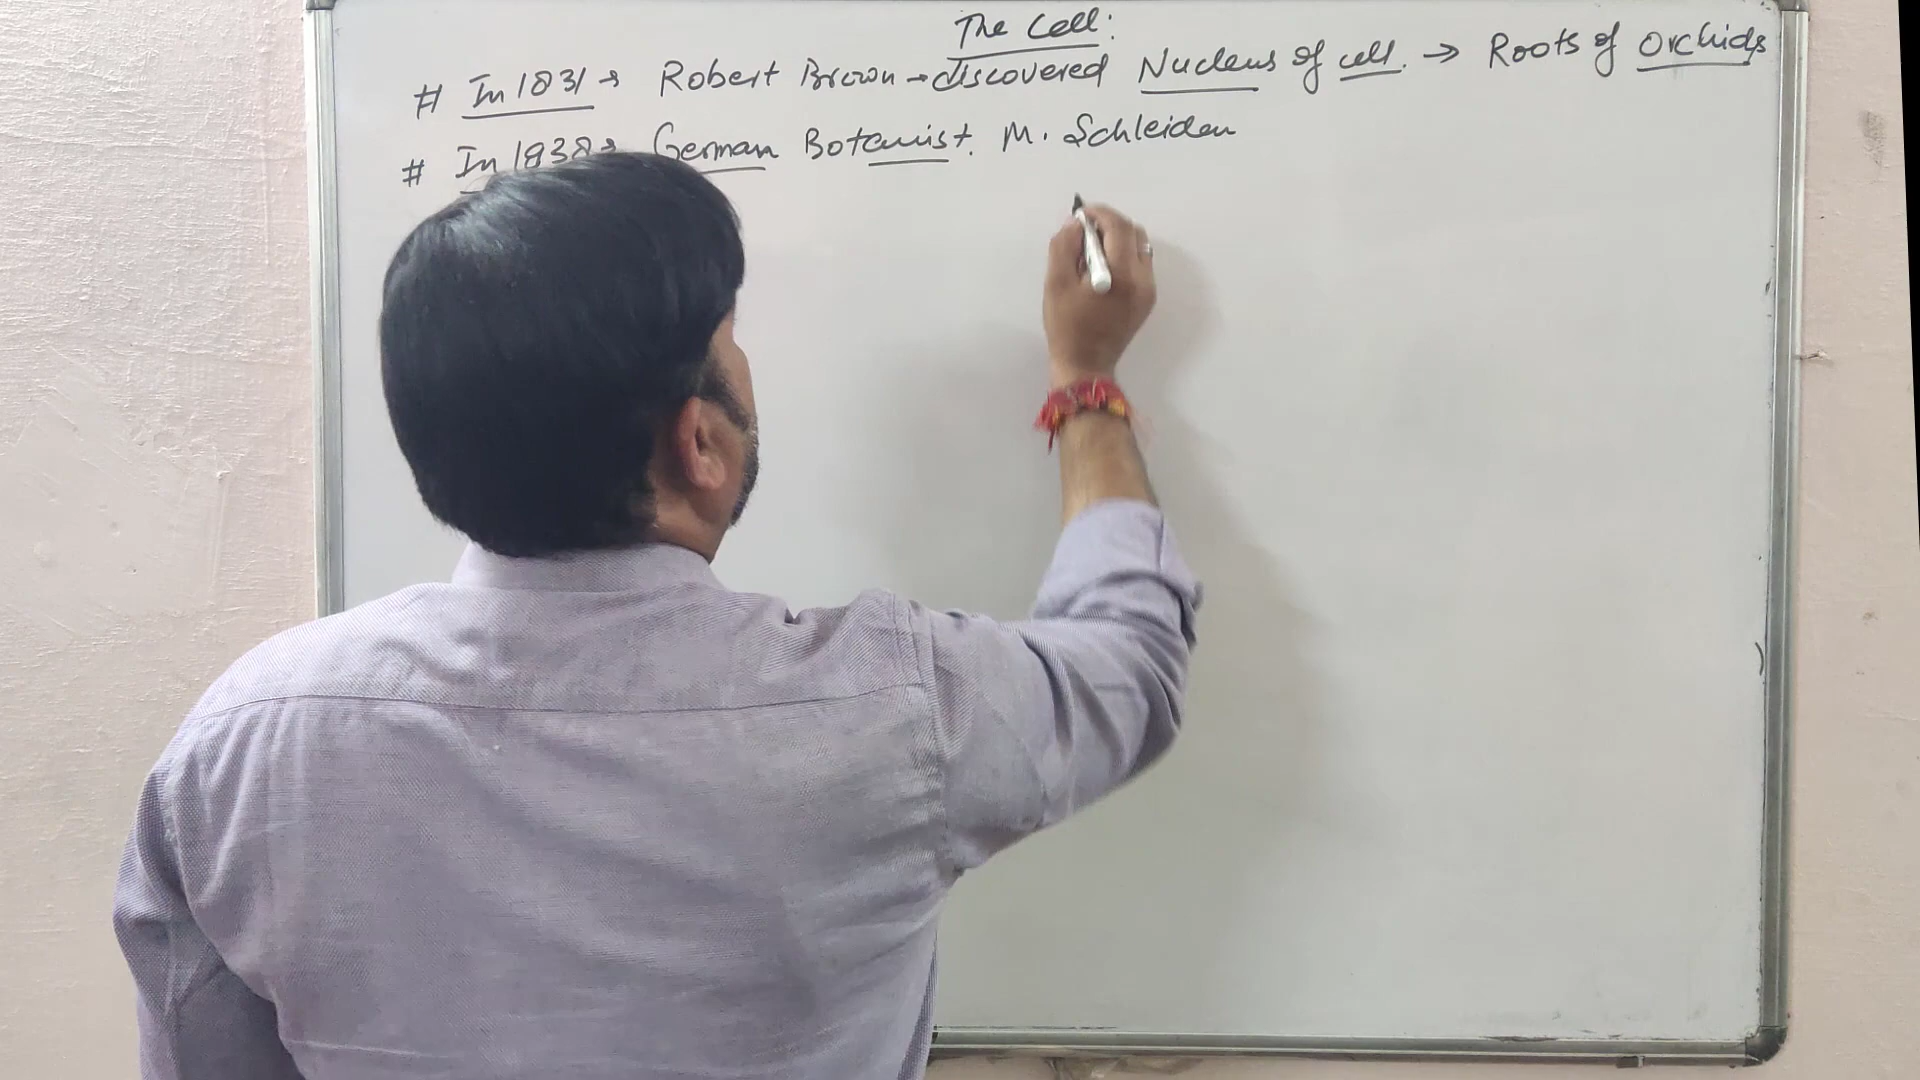 The Cell:
# In 1831 → Robert Brown → discovered Nucleus of cell. → Roots of Orchids
# In 1838 → German Botanist. M. Schleiden